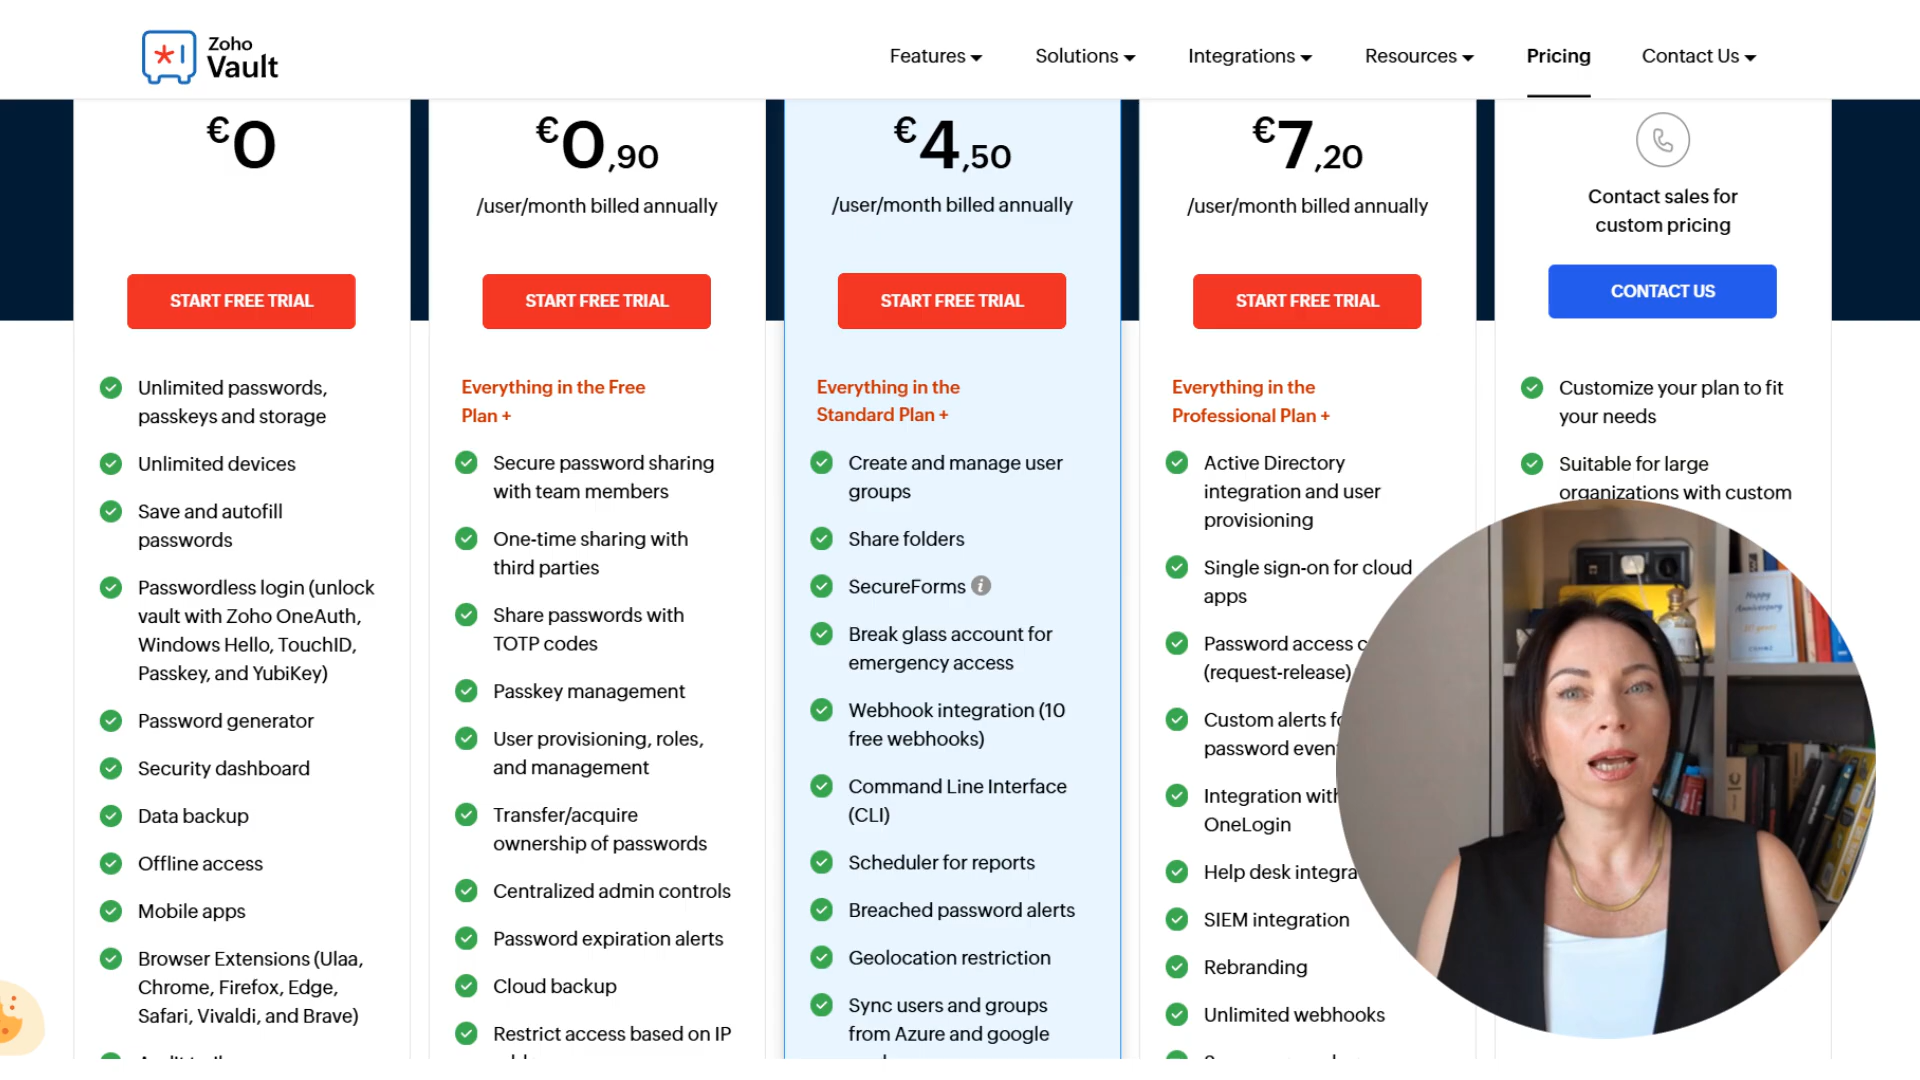 Zoho
Vault
Features
Solutions
Integrations
Resources
Pricing
Contact Us
€0
START FREE TRIAL
Unlimited passwords,
passkeys and storage
Unlimited devices
Save and autofill
passwords
Passwordless login (unlock
vault with Zoho OneAuth,
Windows Hello, TouchID,
Passkey, and YubiKey)
Password generator
Security dashboard
Data backup
Offline access
Mobile apps
Browser Extensions (Ulaa,
Chrome, Firefox, Edge,
Safari, Vivaldi, and Brave)
€0,90
/user/month billed annually
START FREE TRIAL
Everything in the Free
Plan +
Secure password sharing
with team members
One-time sharing with
third parties
Share passwords with
TOTP codes
Passkey management
User provisioning, roles,
and management
Transfer/acquire
ownership of passwords
Centralized admin controls
Password expiration alerts
Cloud backup
Restrict access based on IP
€4,50
/user/month billed annually
START FREE TRIAL
Everything in the
Standard Plan +
Create and manage user
groups
Share folders
SecureForms
Break glass account for
emergency access
Webhook integration (10
free webhooks)
Command Line Interface
(CLI)
Scheduler for reports
Breached password alerts
Geolocation restriction
Sync users and groups
from Azure and google
€7,20
/user/month billed annually
START FREE TRIAL
Everything in the
Professional Plan +
Active Directory
integration and user
provisioning
Single sign-on for cloud
apps
Password access
(request-release)
Custom alerts
password
Integration with
OneLogin
Help desk
SIEM integration
Rebranding
Unlimited webhooks
Contact sales for
custom pricing
CONTACT US
Customize your plan to fit
your needs
Suitable for large
organizations with custom
Happy
Anniversary